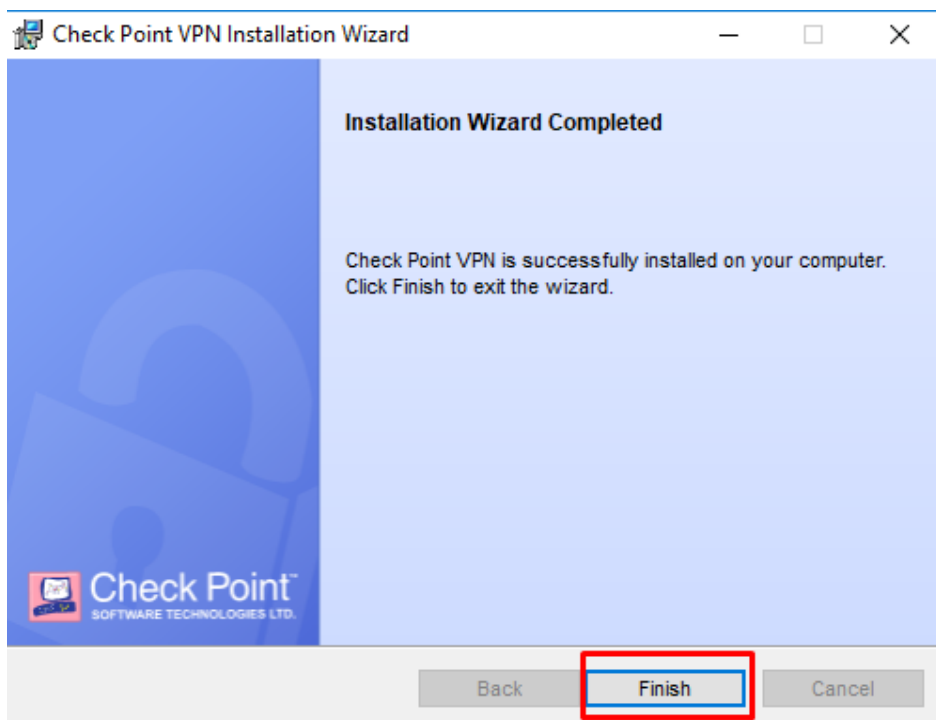 Check Point VPN Installation Wizard
Installation Wizard Completed
Check Point VPN is successfully installed on your computer.
Click Finish to exit the wizard.
Check Point™
SOFTWARE TECHNOLOGIES LTD.
Back
Finish
Cancel